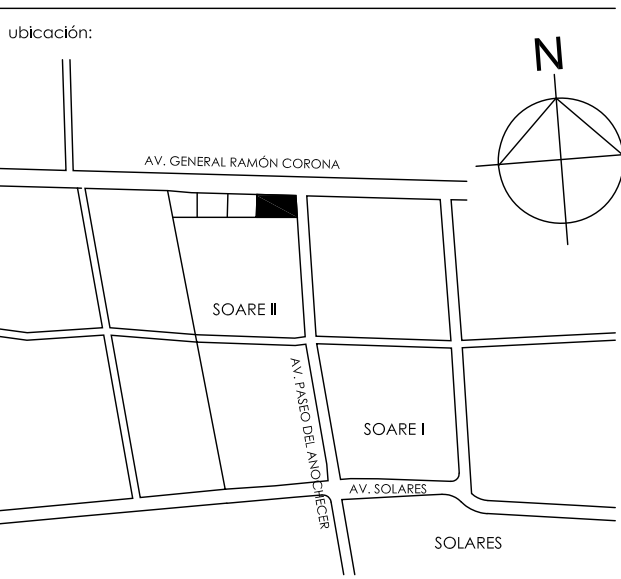 ubicación:
N
AV. GENERAL RAMÓN CORONA
SOARE II
AV. PASEO DEL ANOCHECER
SOARE I
AV. SOLARES
SOLARES